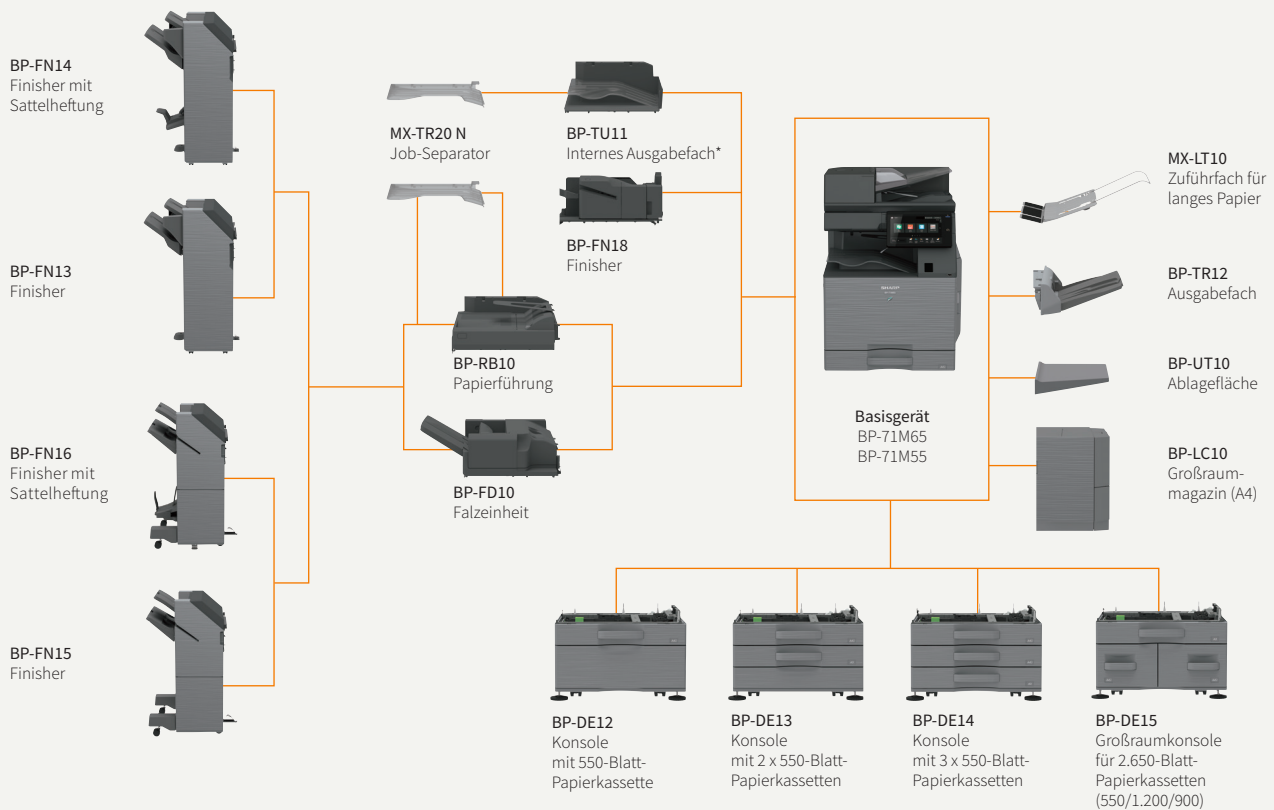 BP-FN14
Finisher mit
Sattelheftung
BP-FN13
Finisher
BP-FN16
Finisher mit
Sattelheftung
BP-FN15
Finisher
MX-TR20 N
Job-Separator
BP-TU11
Internes Ausgabefach*
BP-FN18
Finisher
BP-RB10
Papierführung
BP-FD10
Falzeinheit
SHARP
Basisgerät
BP-71M65
BP-71M55
MX-LT10
Zuführfach für
langes Papier
BP-TR12
Ausgabefach
BP-UT10
Ablagefläche
BP-LC10
Großraum-
magazin (A4)
BP-DE12
Konsole
mit 550-Blatt-
Papierkassette
BP-DE13
Konsole
mit 2 x 550-Blatt-
Papierkassetten
BP-DE14
Konsole
mit 3 x 550-Blatt-
Papierkassetten
BP-DE15
Großraumkonsole
für 2.650-Blatt-
Papierkassetten
(550/1.200/900)